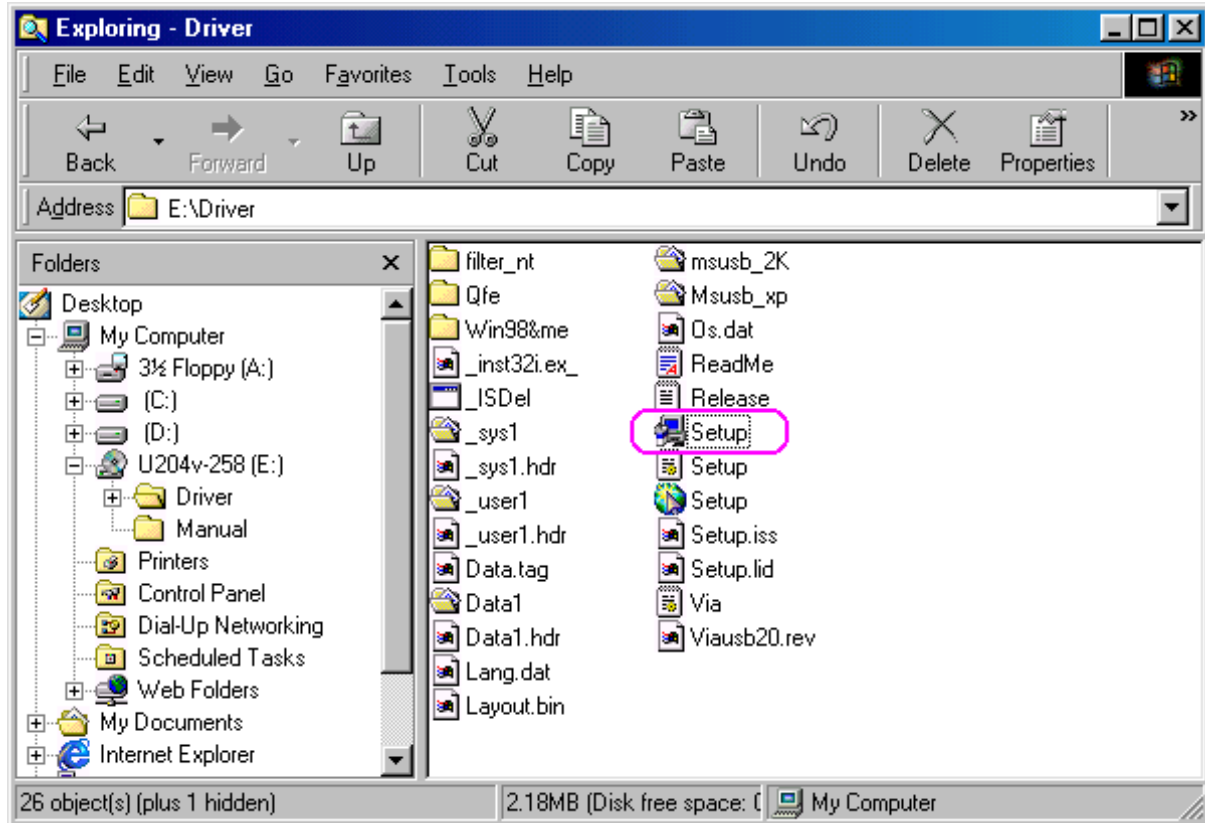 Exploring - Driver
File Edit View Go Favorites Tools Help
Back Forward Up Cut Copy Paste Undo Delete Properties »
Address E:\Driver
Folders
Desktop
My Computer
3½ Floppy (A:)
(C:)
(D:)
U204v-258 (E:)
Driver
Manual
Printers
Control Panel
Dial-Up Networking
Scheduled Tasks
Web Folders
My Documents
Internet Explorer
filter_nt
Qfe
Win98&me
_inst32i.ex_
_ISDel
_sys1
_sys1.hdr
_user1
_user1.hdr
Data.tag
Data1
Data1.hdr
Lang.dat
Layout.bin
msusb_2K
Msusb_xp
Os.dat
ReadMe
Release
Setup
Setup
Setup
Setup.iss
Setup.lid
Via
Viausb20.rev
26 object(s) (plus 1 hidden)
2.18MB (Disk free space:
My Computer